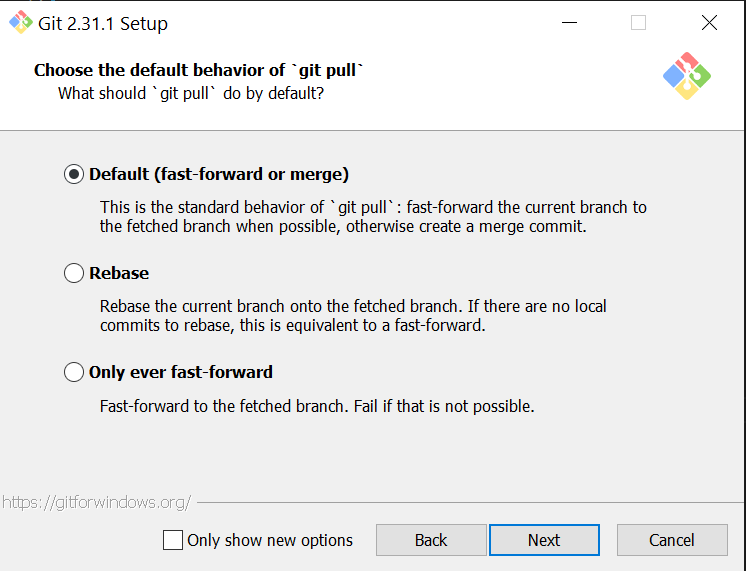 Git 2.31.1 Setup
Choose the default behavior of `git pull`
What should `git pull` do by default?
Default (fast-forward or merge)
This is the standard behavior of `git pull`: fast-forward the current branch to
the fetched branch when possible, otherwise create a merge commit.
Rebase
Rebase the current branch onto the fetched branch. If there are no local
commits to rebase, this is equivalent to a fast-forward.
Only ever fast-forward
Fast-forward to the fetched branch. Fail if that is not possible.
https://gitforwindows.org/
Only show new options
Back
Next
Cancel